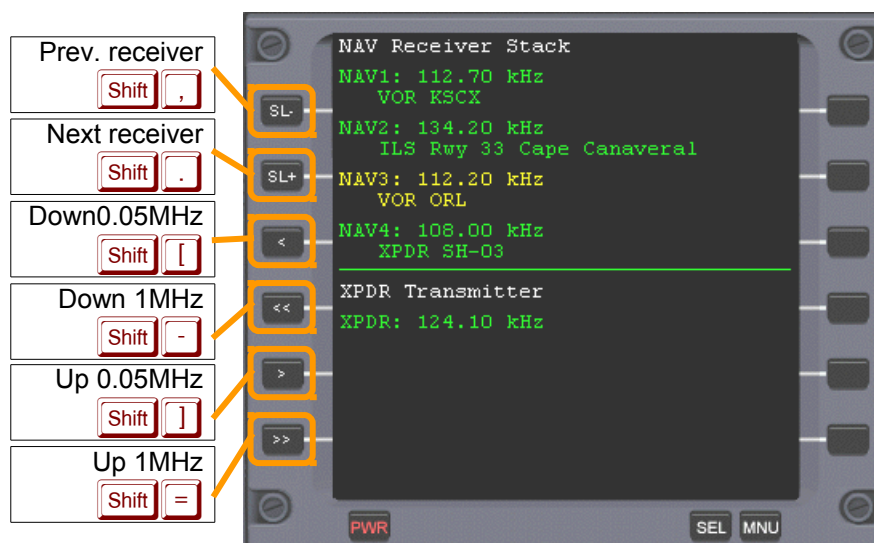 Prev. receiver
Shift ,
Next receiver
Shift .
Down0.05MHz
Shift [
Down 1MHz
Shift -
Up 0.05MHz
Shift ]
Up 1MHz
Shift =
SL-
SL+
<
<<
>
>>
NAV Receiver Stack
NAV1: 112.70 kHz
VOR KSCX
NAV2: 134.20 kHz
ILS Rwy 33 Cape Canaveral
NAV3: 112.20 kHz
VOR ORL
NAV4: 108.00 kHz
XPDR SH-03
XPDR Transmitter
XPDR: 124.10 kHz
PWR
SEL MNU